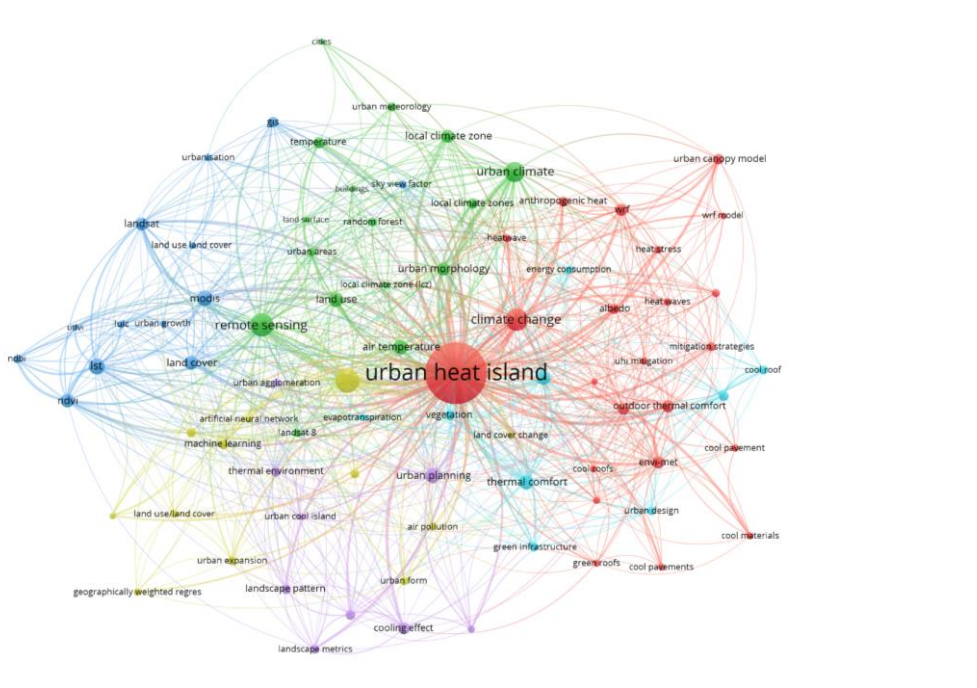 cities
urban meteorology
gis
local climate zone
temperature
urbanisation
urban canopy model
urban climate
buildings
sky view factor
local climate zones
anthropogenic heat
wrf
wrf model
land surface
random forest
landsat
heatwave
land use land cover
urban areas
heat stress
urban morphology
energy consumption
local climate zone (lcz)
modis
land use
heat waves
albedo
climate change
lulc
urban growth
remote sensing
air temperature
mitigation strategies
lst
land cover
uhi mitigation
urban heat island
cool roof
urban agglomeration
ndvi
outdoor thermal comfort
artificial neural network
evapotranspiration
vegetation
landsat 8
land cover change
machine learning
cool pavement
envi-met
thermal environment
urban planning
cool roofs
thermal comfort
land use/land cover
urban cool island
urban design
air pollution
cool materials
green infrastructure
urban expansion
green roofs
cool pavements
urban form
landscape pattern
geographically weighted regres
cooling effect
landscape metrics